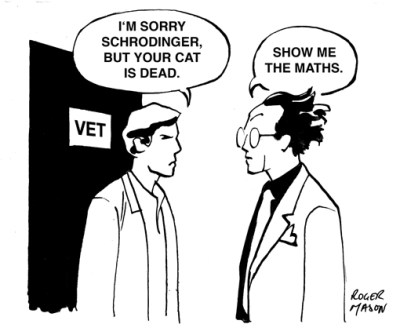 I'M SORRY
SCHRODINGER,
BUT YOUR CAT
IS DEAD.
SHOW ME
THE MATHS.
VET
ROGER
MASON